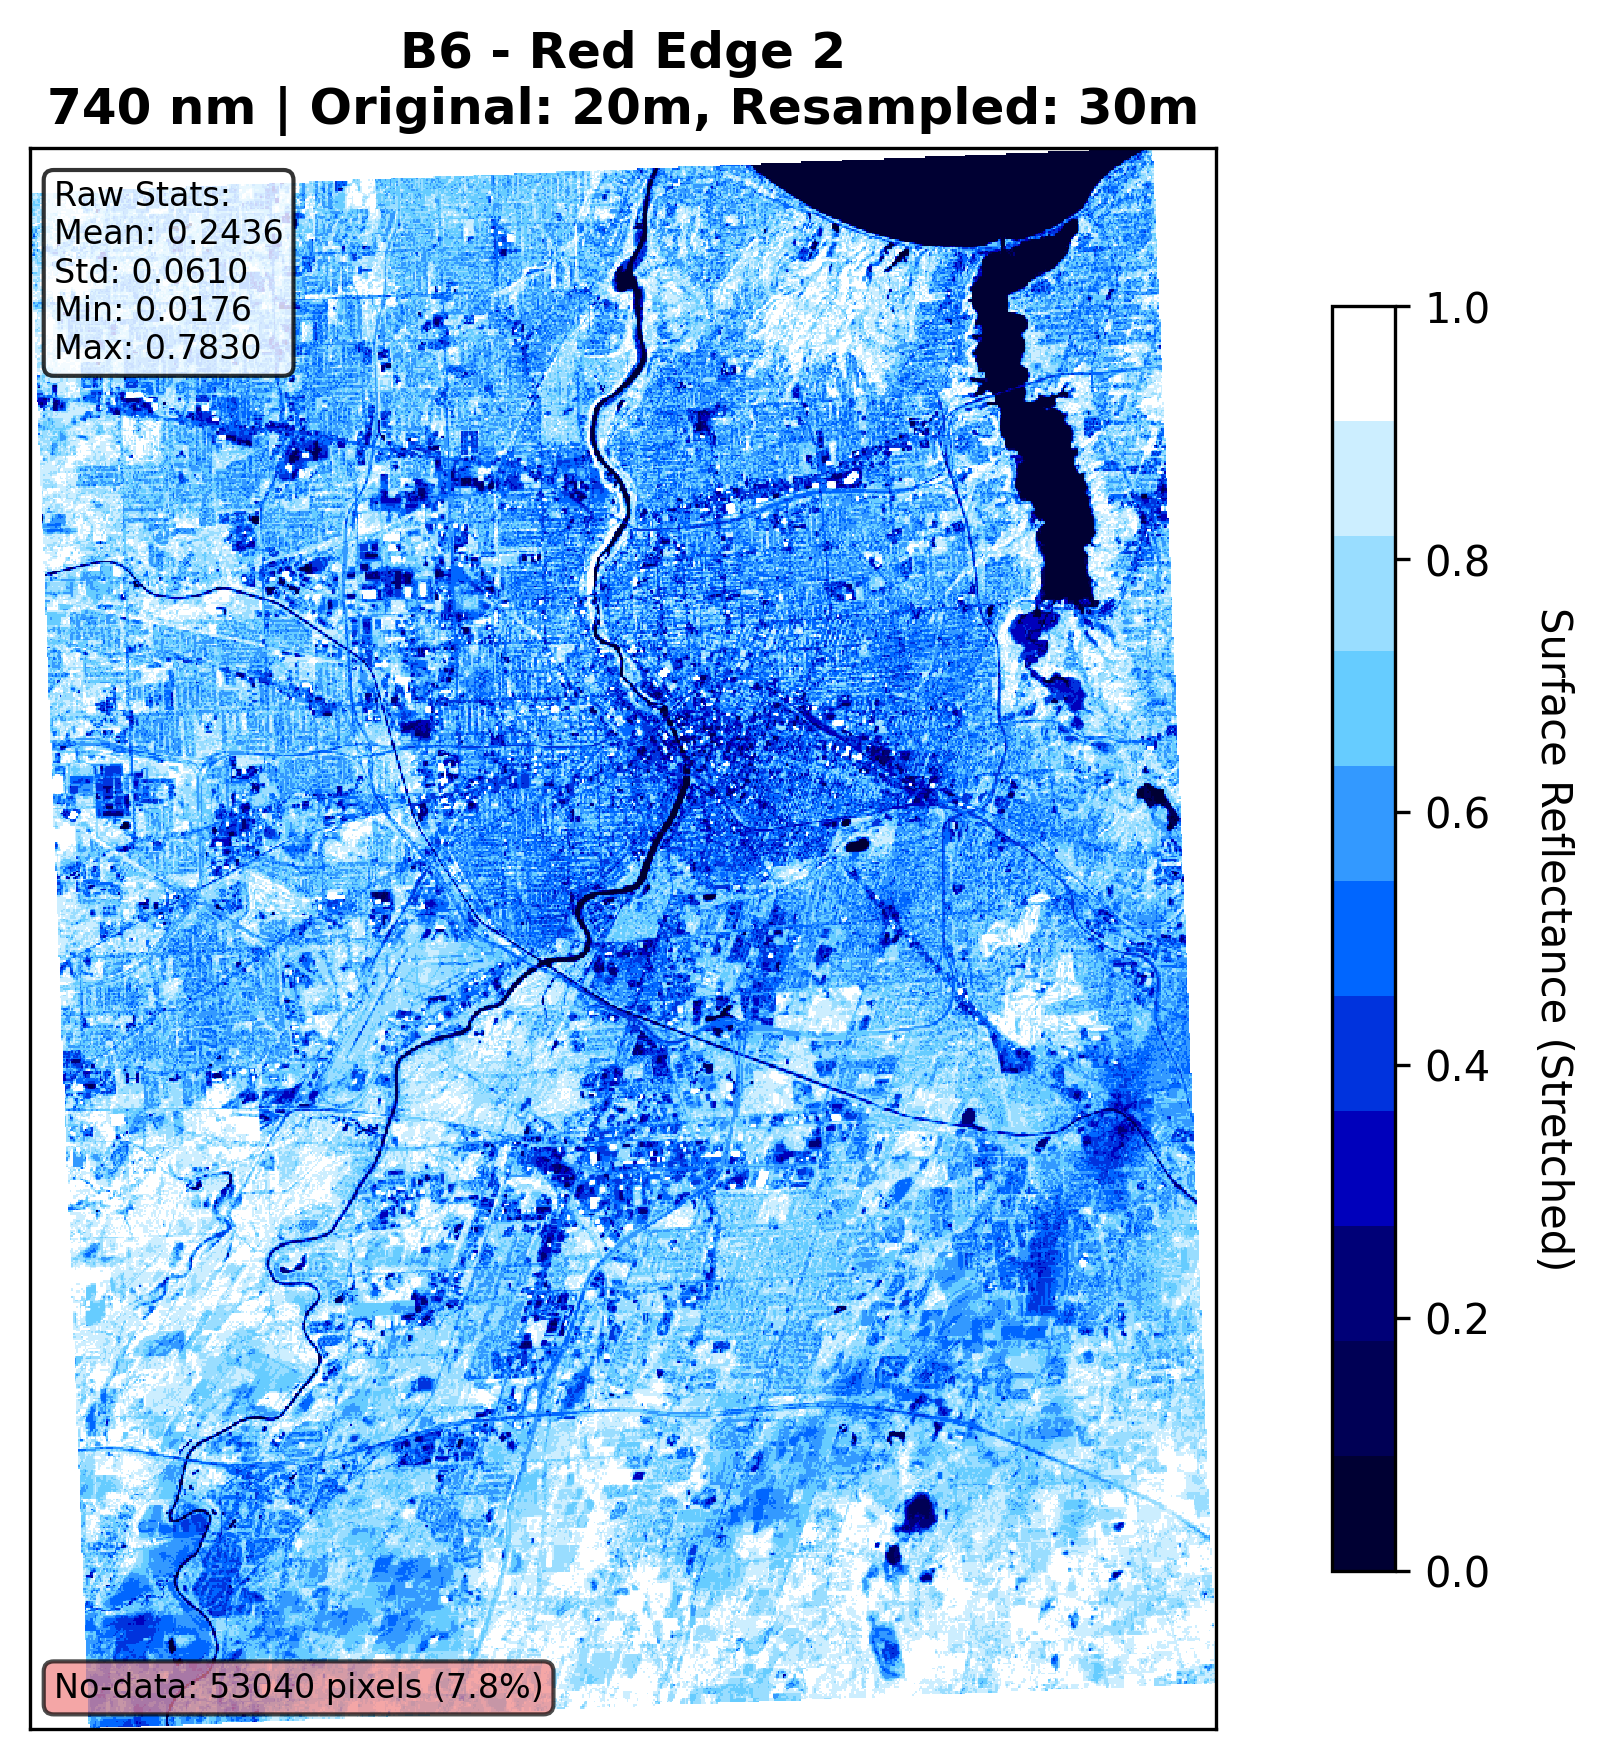 B6 - Red Edge 2
740 nm | Original: 20m, Resampled: 30m
Raw Stats:
Mean: 0.2436
Std: 0.0610
Min: 0.0176
Max: 0.7830
No-data: 53040 pixels (7.8%)
1.0
0.8
0.6
0.4
0.2
0.0
Surface Reflectance (Stretched)